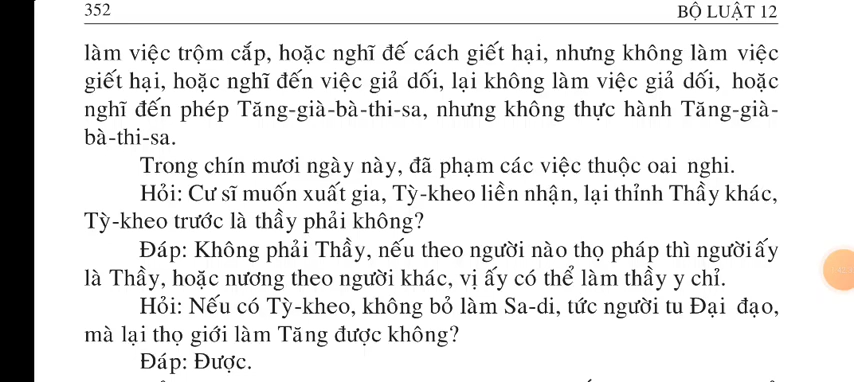 352
BỘ LUẬT 12
làm việc trộm cắp, hoặc nghĩ đế cách giết hại, nhưng không làm việc
giết hại, hoặc nghĩ đến việc giả dối, lại không làm việc giả dối, hoặc
nghĩ đến phép Tăng-già-bà-thi-sa, nhưng không thực hành Tăng-già-
bà-thi-sa.
Trong chín mươi ngày này, đã phạm các việc thuộc oai nghi.
Hỏi: Cư sĩ muốn xuất gia, Tỳ-kheo liền nhận, lại thỉnh Thầy khác,
Tỳ-kheo trước là thầy phải không?
Đáp: Không phải Thầy, nếu theo người nào thọ pháp thì ngườiấy
là Thầy, hoặc nương theo người khác, vị ấy có thể làm thầy y chỉ.
Hỏi: Nếu có Tỳ-kheo, không bỏ làm Sa-di, tức người tu Đại đạo,
mà lại thọ giới làm Tăng được không?
Đáp: Được.